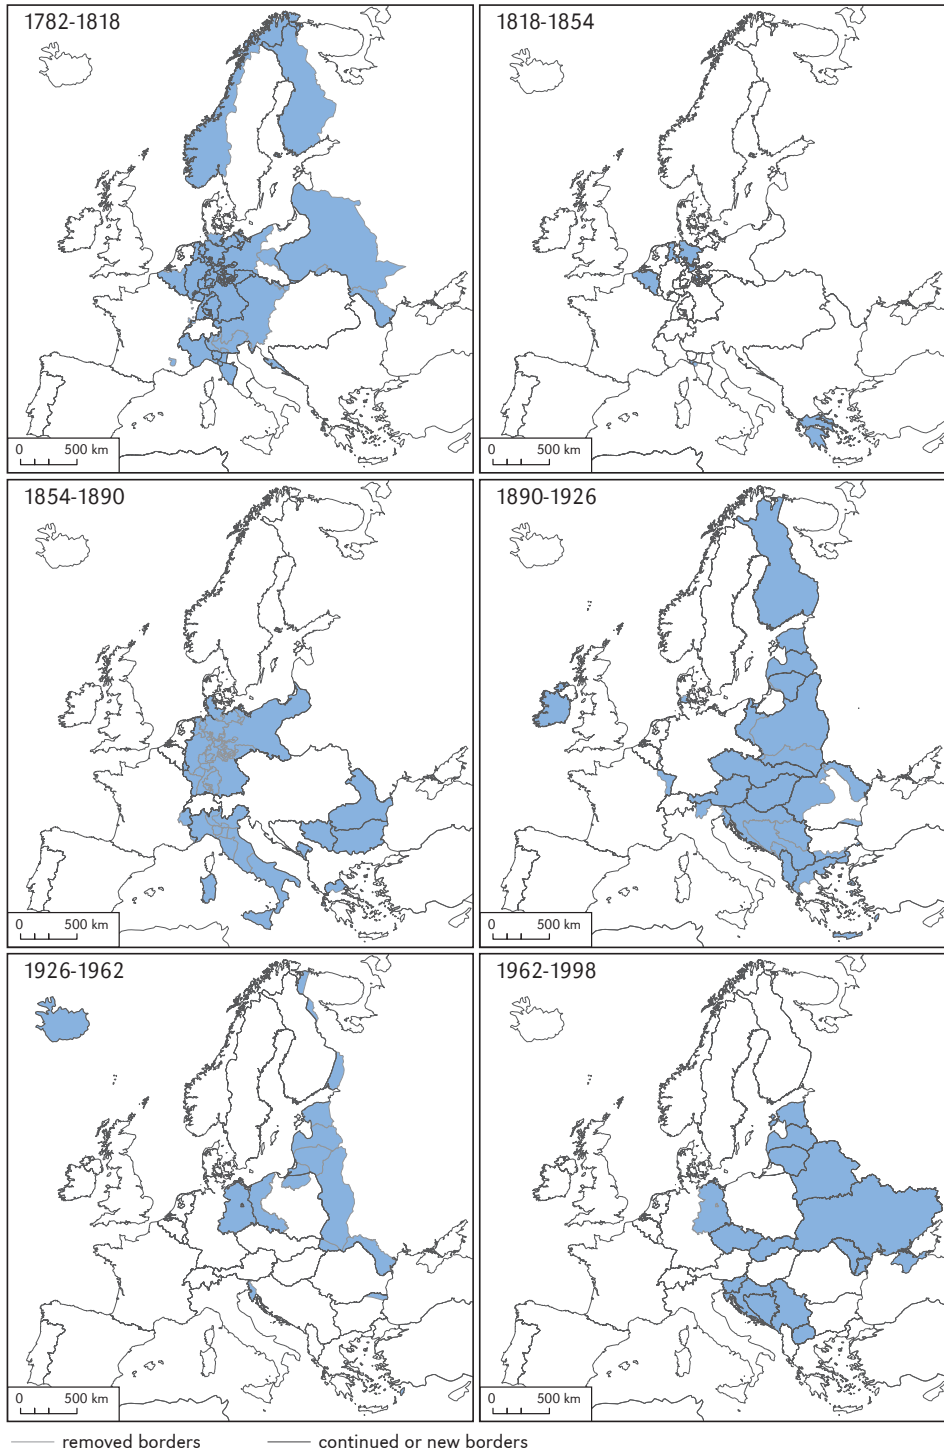 1782-1818
0 500 km
1818-1854
0 500 km
1854-1890
0 500 km
1890-1926
0 500 km
1926-1962
0 500 km
1962-1998
0 500 km
removed borders
continued or new borders